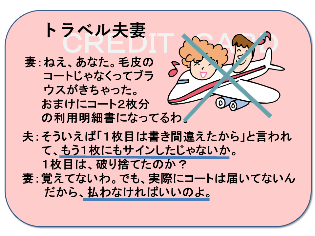 トラベル夫妻
CREDIT CARD
妻:ねえ、あなた。毛皮の
コートじゃなくってブラ
ウスがきちゃった。
おまけにコート２枚分
の利用明細書になってるわ。
夫:そういえば「１枚目は書き間違えたから」と言われ
て、もう１枚にもサインしたじゃないか。
１枚目は、破り捨てたのか？
妻:覚えてないわ。でも、実際にコートは届いてないん
だから、払わなければいいのよ。